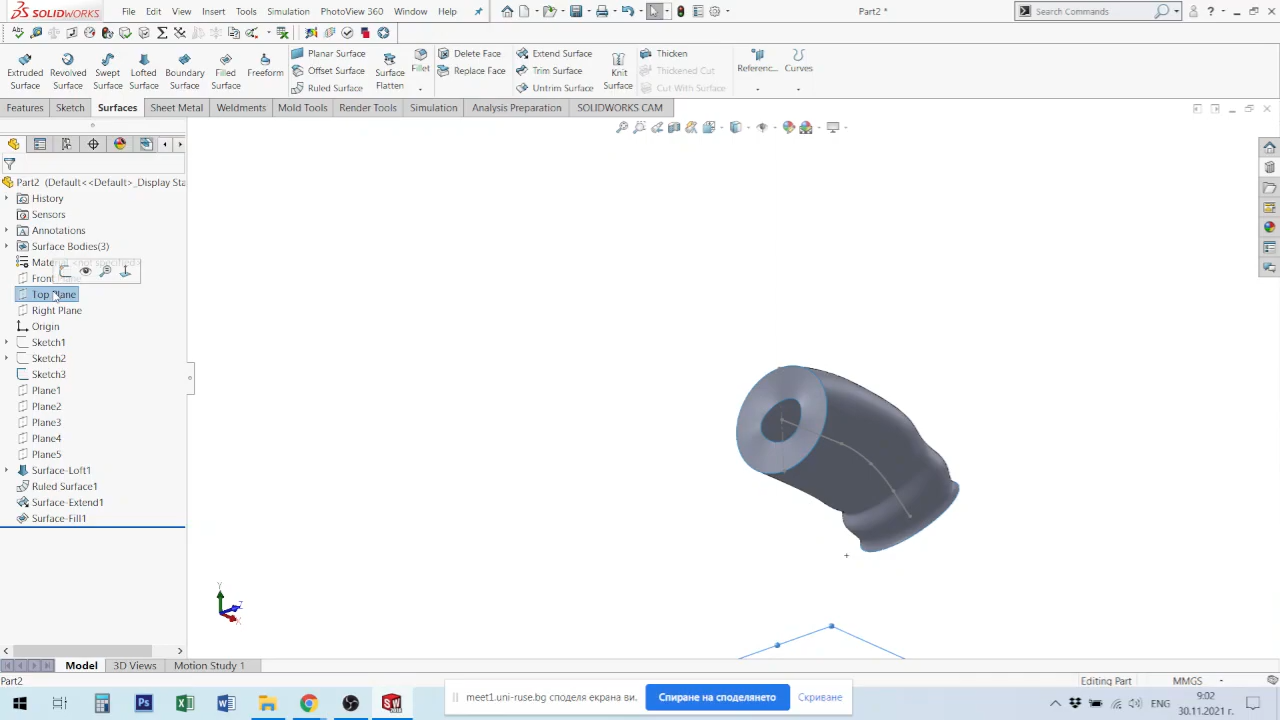 SOLIDWORKS File Edit View Insert Tools Simulation PhotoView 360 Window Help Part2 * Search Commands
Extruded Surface Revolved Surface Swept Surface Lofted Surface Boundary Surface Filled Surface Freeform Planar Surface Offset Surface Ruled Surface Surface Flatten Fillet Delete Face Replace Face Extend Surface Trim Surface Untrim Surface Knit Surface Thicken Thickened Cut Cut With Surface Referenc... Curves
Features Sketch Surfaces Sheet Metal Weldments Mold Tools Render Tools Simulation Analysis Preparation SOLIDWORKS CAM
Part2 (Default<<Default>_Display Sta
History
Sensors
Annotations
Surface Bodies(3)
Material <not specified>
Front Plane
Top Plane
Right Plane
Origin
Sketch1
Sketch2
Sketch3
Plane1
Plane2
Plane3
Plane4
Plane5
Surface-Loft1
Ruled Surface1
Surface-Extend1
Surface-Fill1
Y
Z
X
Model 3D Views Motion Study 1
Part2 Editing Part MMGS
meet1.uni-ruse.bg споделя екрана ви. Спиране на споделянето Скриване
ENG 9:02
30.11.2021 г.